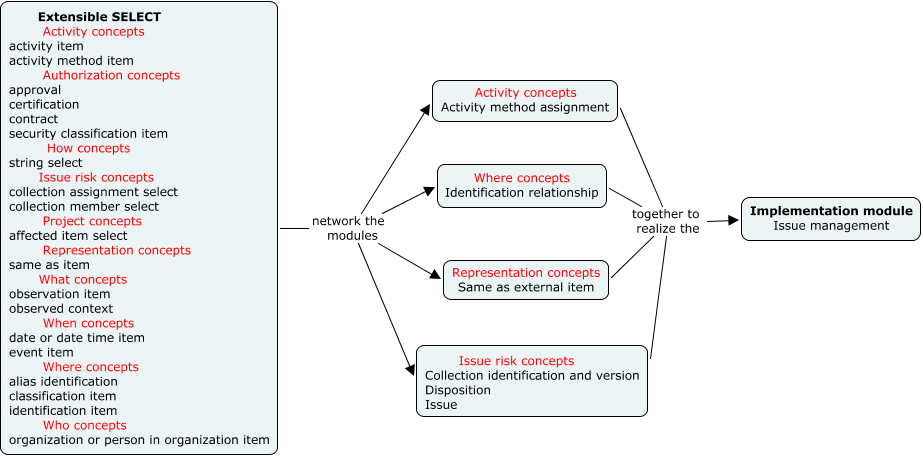 Extensible SELECT
Activity concepts
activity item
activity method item
Authorization concepts
approval
certification
contract
security classification item
How concepts
string select
Issue risk concepts
collection assignment select
collection member select
Project concepts
affected item select
Representation concepts
same as item
What concepts
observation item
observed context
When concepts
date or date time item
event item
Where concepts
alias identification
classification item
identification item
Who concepts
organization or person in organization item
network the
modules
Activity concepts
Activity method assignment
Where concepts
Identification relationship
Representation concepts
Same as external item
Issue risk concepts
Collection identification and version
Disposition
Issue
together to
realize the
Implementation module
Issue management